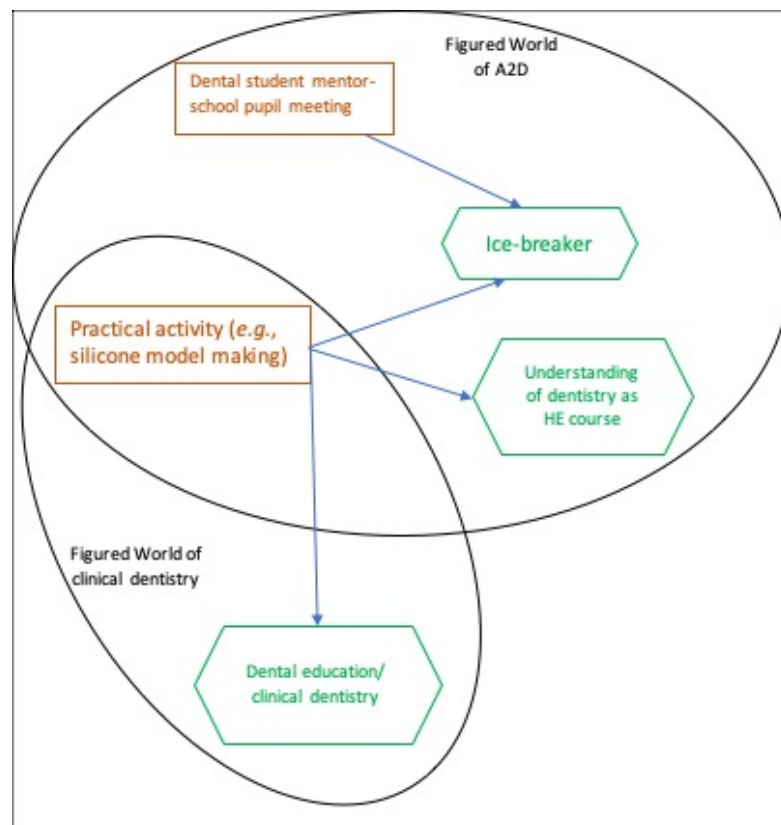 Figured World
of A2D
Dental student mentor-
school pupil meeting
Ice-breaker
Practical activity (e.g.,
silicone model making)
Understanding
of dentistry as
HE course
Figured World of
clinical dentistry
Dental education/
clinical dentistry